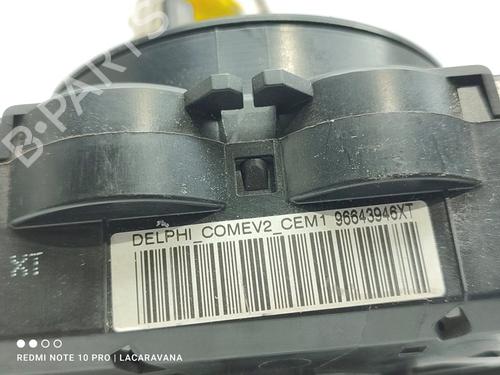 B-PARTS
DELPHI_COMEV2_CEM1 96643946XT
XT
REDMI NOTE 10 PRO | LACARAVANA